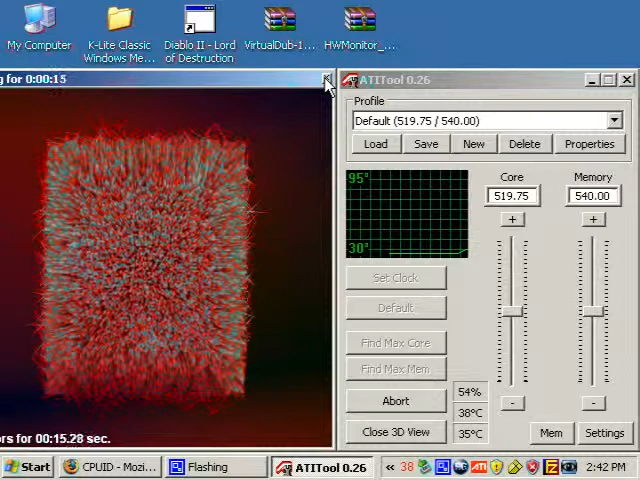 My Computer
K-Lite Classic
Windows Me...
Diablo II - Lord
of Destruction
VirtualDub-1...
HWMonitor_...
g for 0:00:15
ATITool 0.26
Profile
Default (519.75 / 540.00)
Load
Save
New
Delete
Properties
95°
30°
Core
Memory
519.75
540.00
+
+
Set Clock
Default
Find Max Core
Find Max Mem
Abort
54%
38°C
Close 3D View
35°C
-
-
Mem
Settings
ors for 00:15.28 sec.
Start
CPUID - Mozi...
Flashing
ATITool 0.26
«
38
ATI
2:42 PM